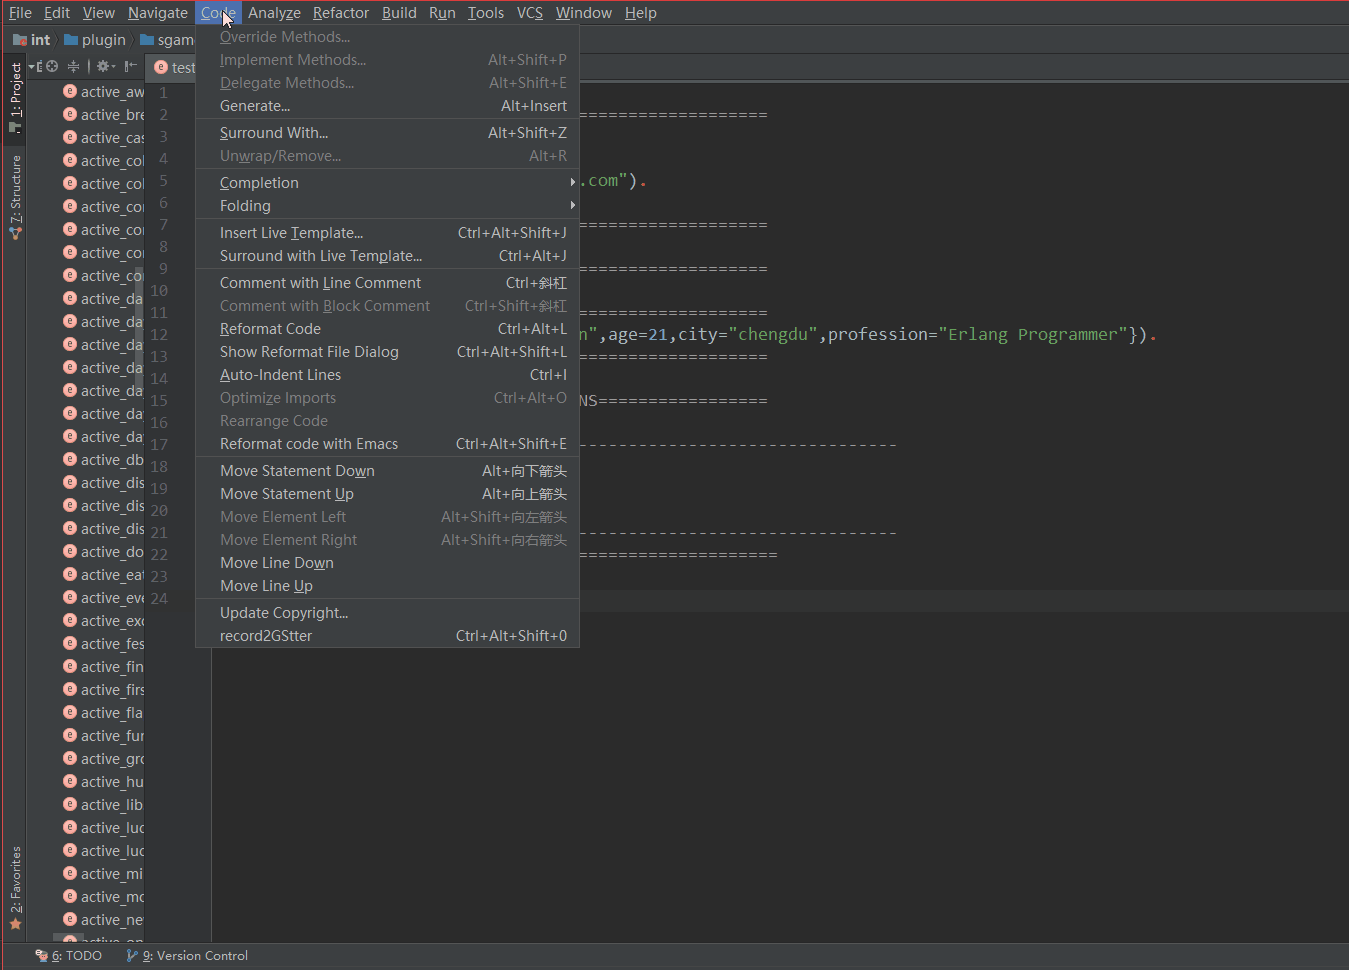 File Edit View Navigate Code Analyze Refactor Build Run Tools VCS Window Help
int plugin sgam
test
1: Project
7: Structure
2: Favorites
active_aw
active_bre
active_cas
active_col
active_col
active_cor
active_cor
active_cor
active_co
active_da
active_da
active_da
active_da
active_da
active_da
active_da
active_db
active_dis
active_dis
active_dis
active_do
active_eat
active_eve
active_exc
active_fes
active_fin
active_firs
active_fla
active_fur
active_gro
active_hu
active_lib
active_luc
active_luc
active_mi
active_mc
active_ne
1
2
3
4
5
6
7
8
9
10
11
12
13
14
15
16
17
18
19
20
21
22
23
24
Override Methods...
Implement Methods... Alt+Shift+P
Delegate Methods... Alt+Shift+E
Generate... Alt+Insert
Surround With... Alt+Shift+Z
Unwrap/Remove... Alt+R
Completion
Folding
Insert Live Template... Ctrl+Alt+Shift+J
Surround with Live Template... Ctrl+Alt+J
Comment with Line Comment Ctrl+斜杠
Comment with Block Comment Ctrl+Shift+斜杠
Reformat Code Ctrl+Alt+L
Show Reformat File Dialog Ctrl+Alt+Shift+L
Auto-Indent Lines Ctrl+I
Optimize Imports Ctrl+Alt+O
Rearrange Code
Reformat code with Emacs Ctrl+Alt+Shift+E
Move Statement Down Alt+向下箭头
Move Statement Up Alt+向上箭头
Move Element Left Alt+Shift+向左箭头
Move Element Right Alt+Shift+向右箭头
Move Line Down
Move Line Up
Update Copyright...
record2GStter Ctrl+Alt+Shift+0
====================
.com").
====================
====================
====================
n",age=21,city="chengdu",profession="Erlang Programmer"}).
====================
NS=================
---------------------------------
---------------------------------
=====================
6: TODO 9: Version Control